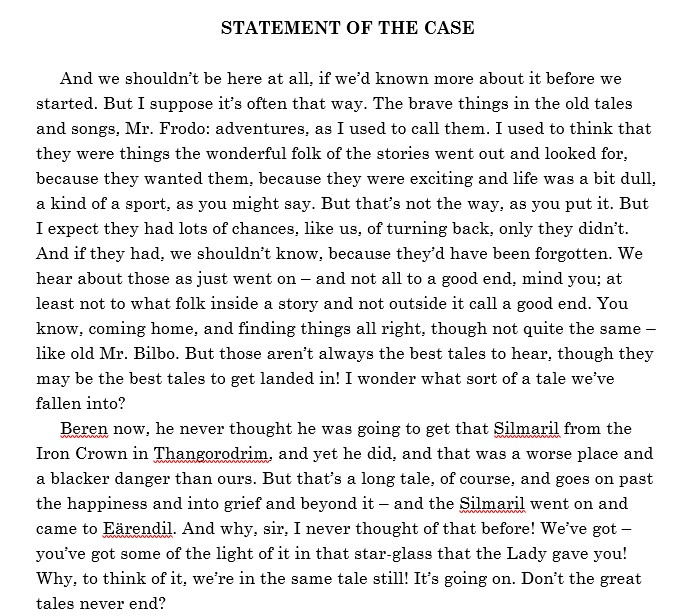 STATEMENT OF THE CASE
And we shouldn’t be here at all, if we’d known more about it before we
started. But I suppose it’s often that way. The brave things in the old tales
and songs, Mr. Frodo: adventures, as I used to call them. I used to think that
they were things the wonderful folk of the stories went out and looked for,
because they wanted them, because they were exciting and life was a bit dull,
a kind of a sport, as you might say. But that’s not the way, as you put it. But
I expect they had lots of chances, like us, of turning back, only they didn’t.
And if they had, we shouldn’t know, because they’d have been forgotten. We
hear about those as just went on – and not all to a good end, mind you; at
least not to what folk inside a story and not outside it call a good end. You
know, coming home, and finding things all right, though not quite the same –
like old Mr. Bilbo. But those aren’t always the best tales to hear, though they
may be the best tales to get landed in! I wonder what sort of a tale we’ve
fallen into?
Beren now, he never thought he was going to get that Silmaril from the
Iron Crown in Thangorodrim, and yet he did, and that was a worse place and
a blacker danger than ours. But that’s a long tale, of course, and goes on past
the happiness and into grief and beyond it – and the Silmaril went on and
came to Eärendil. And why, sir, I never thought of that before! We’ve got –
you’ve got some of the light of it in that star-glass that the Lady gave you!
Why, to think of it, we’re in the same tale still! It’s going on. Don’t the great
tales never end?